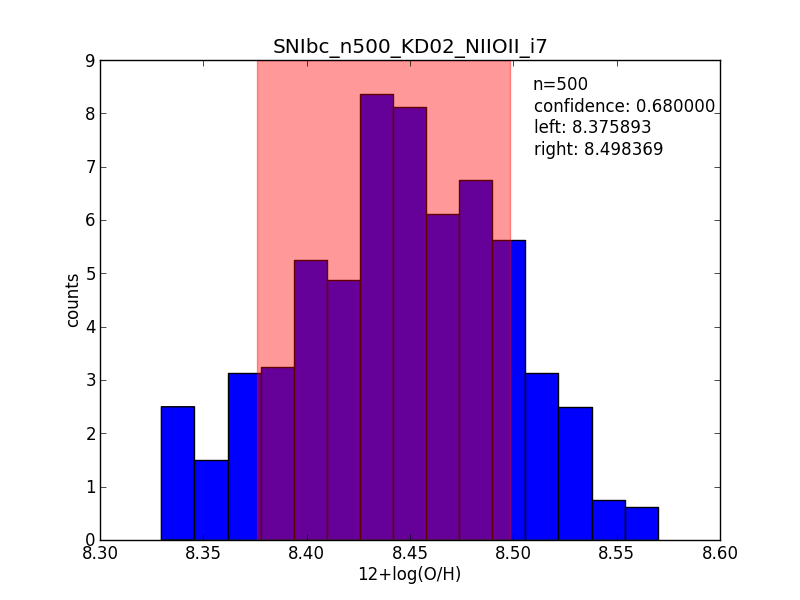 SNIbc_n500_KD02_NIIOII_i7
n=500
confidence: 0.680000
left: 8.375893
right: 8.498369
9
8
7
6
5
4
3
2
1
0
counts
8.30 8.35 8.40 8.45 8.50 8.55 8.60
12+log(O/H)